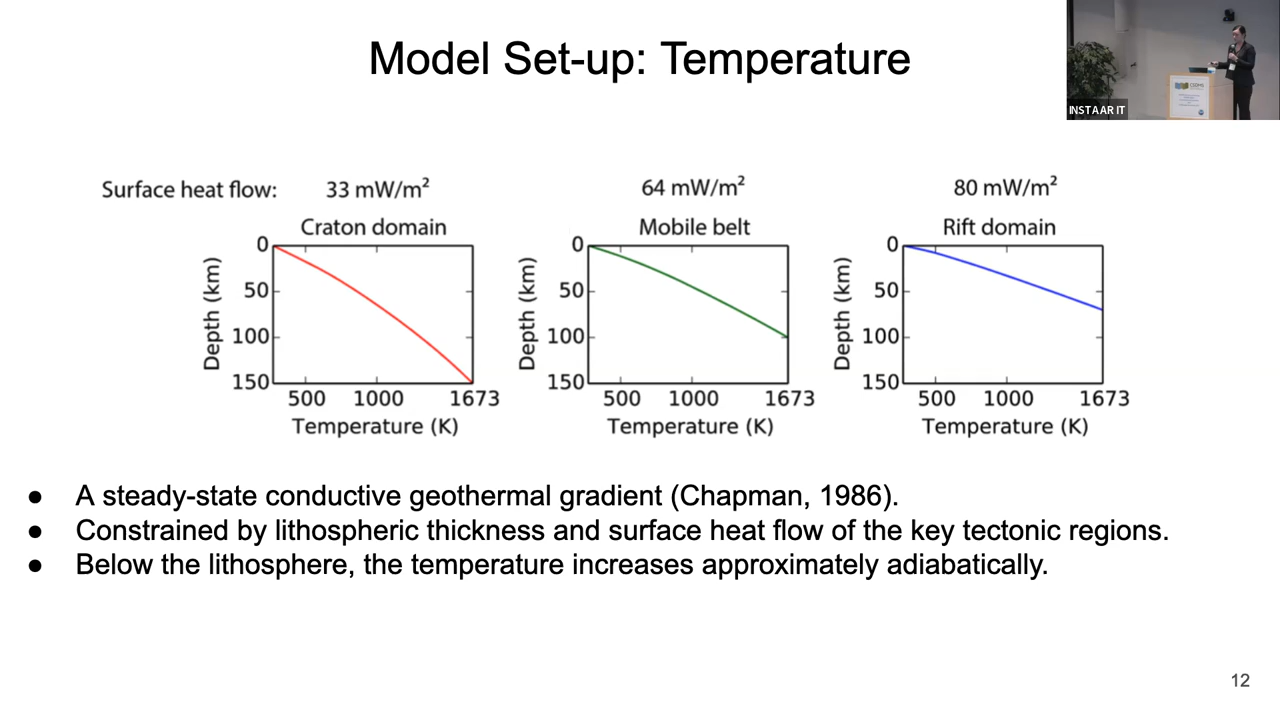 Model Set-up: Temperature
INSTAAR IT
CSDMS
Surface heat flow: 33 mW/m² 64 mW/m² 80 mW/m²
Craton domain Mobile belt Rift domain
0 0 0
50 50 50
100 100 100
150 150 150
Depth (km) Depth (km) Depth (km)
500 1000 1673 500 1000 1673 500 1000 1673
Temperature (K) Temperature (K) Temperature (K)
● A steady-state conductive geothermal gradient (Chapman, 1986).
● Constrained by lithospheric thickness and surface heat flow of the key tectonic regions.
● Below the lithosphere, the temperature increases approximately adiabatically.
12